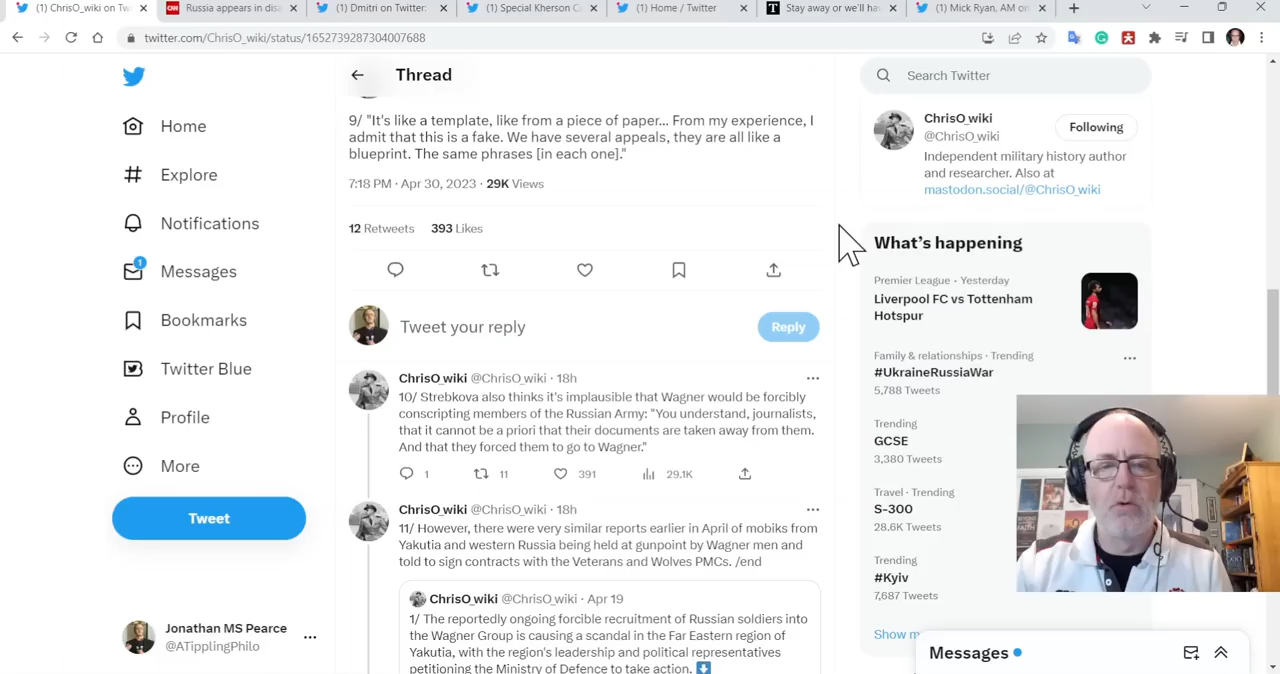 (1) ChrisO_wiki on Tw
Russia appears in disa
(1) Dmitri on Twitter:
(1) Special Kherson C
(1) Home / Twitter
Stay away or we'll ha
(1) Mick Ryan, AM on
twitter.com/ChrisO_wiki/status/1652739287304007688
Home
Explore
Notifications
1
Messages
Bookmarks
Twitter Blue
Profile
More
Tweet
Jonathan MS Pearce
@ATipplingPhilo
Thread
9/ "It's like a template, like from a piece of paper... From my experience, I
admit that this is a fake. We have several appeals, they are all like a
blueprint. The same phrases [in each one]."
7:18 PM · Apr 30, 2023 · 29K Views
12 Retweets 393 Likes
Tweet your reply
Reply
ChrisO_wiki @ChrisO_wiki · 18h
10/ Strebkova also thinks it's implausible that Wagner would be forcibly
conscripting members of the Russian Army: "You understand, journalists,
that it cannot be a priori that their documents are taken away from them.
And that they forced them to go to Wagner."
1 11 391 29.1K
ChrisO_wiki @ChrisO_wiki · 18h
11/ However, there were very similar reports earlier in April of mobiks from
Yakutia and western Russia being held at gunpoint by Wagner men and
told to sign contracts with the Veterans and Wolves PMCs. /end
ChrisO_wiki @ChrisO_wiki · Apr 19
1/ The reportedly ongoing forcible recruitment of Russian soldiers into
the Wagner Group is causing a scandal in the Far Eastern region of
Yakutia, with the region's leadership and political representatives
petitioning the Ministry of Defence to take action.
Search Twitter
ChrisO_wiki
@ChrisO_wiki
Following
Independent military history author
and researcher. Also at
mastodon.social/@ChrisO_wiki
What's happening
Premier League · Yesterday
Liverpool FC vs Tottenham
Hotspur
Family & relationships · Trending
#UkraineRussiaWar
5,788 Tweets
Trending
GCSE
3,380 Tweets
Travel · Trending
S-300
28.6K Tweets
Trending
#Kyiv
7,687 Tweets
Show m
Messages